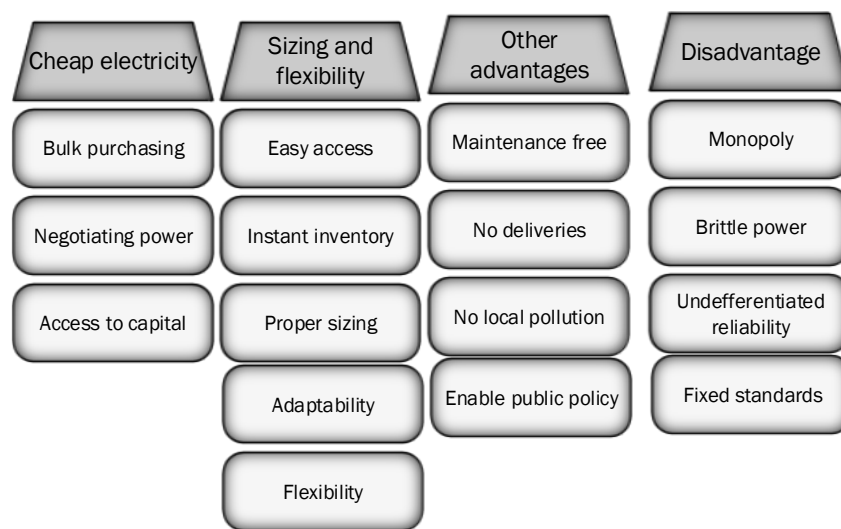 Cheap electricity
Bulk purchasing
Negotiating power
Access to capital
Sizing and
flexibility
Easy access
Instant inventory
Proper sizing
Adaptability
Flexibility
Other
advantages
Maintenance free
No deliveries
No local pollution
Enable public policy
Disadvantage
Monopoly
Brittle power
Undefferentiated
reliability
Fixed standards